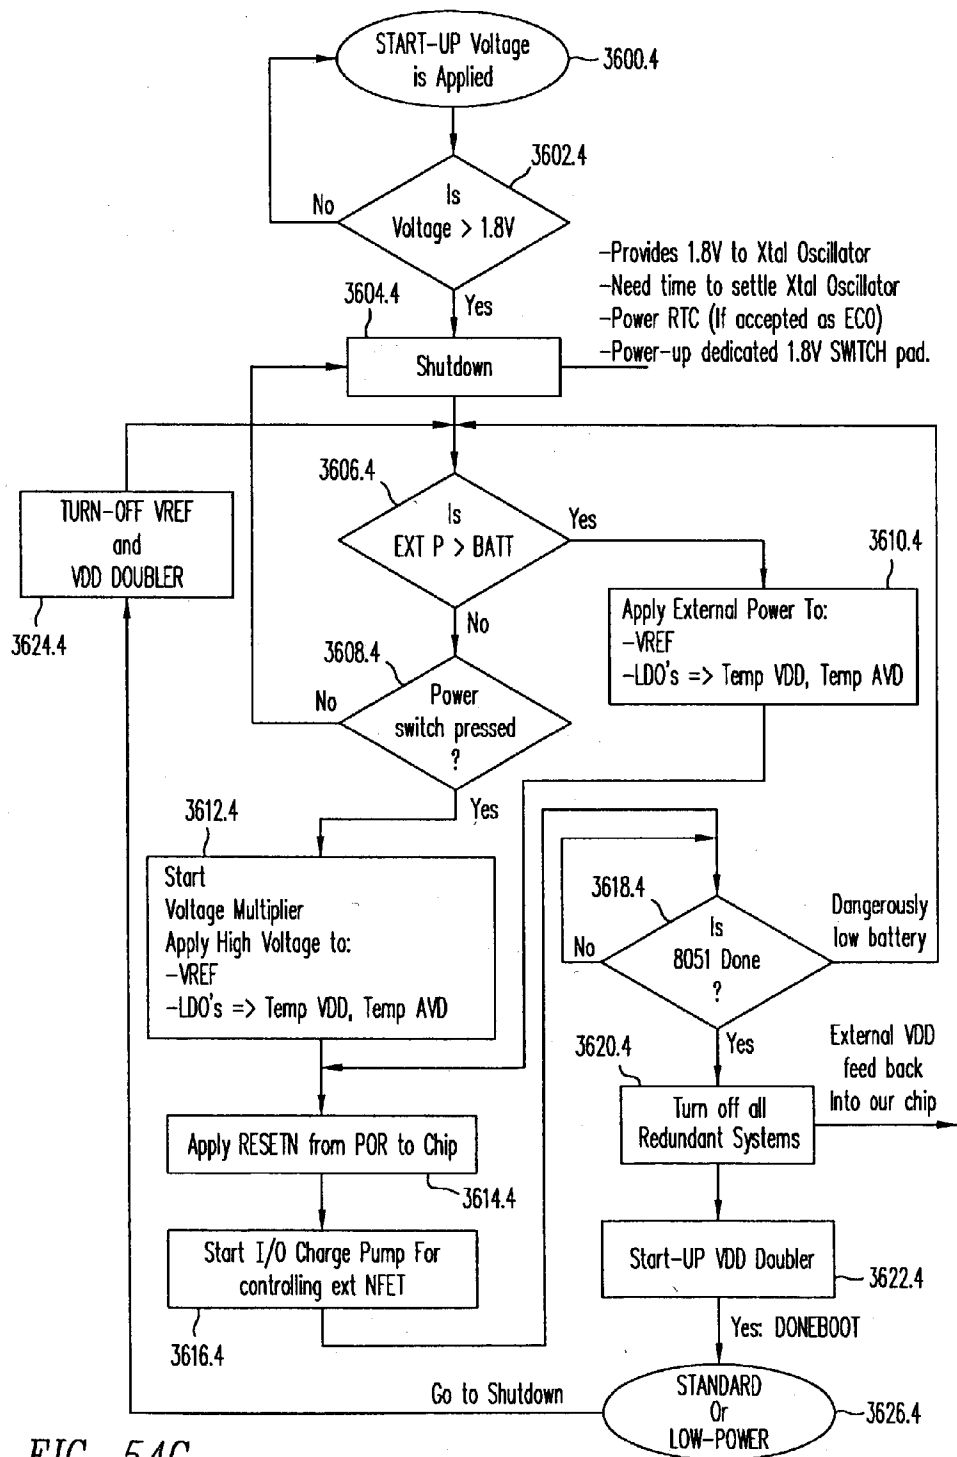 START-UP Voltage
is Applied
3600.4
3602.4
Is
Voltage > 1.8V
No
Yes
-Provides 1.8V to Xtal Oscillator
-Need time to settle Xtal Oscillator
-Power RTC (If accepted as ECO)
-Power-up dedicated 1.8V SWITCH pad.
3604.4
Shutdown
3606.4
Is
EXT P > BATT
Yes
No
TURN-OFF VREF
and
VDD DOUBLER
3624.4
3610.4
Apply External Power To:
-VREF
-LDO's => Temp VDD, Temp AVD
3608.4
Power
switch pressed
?
No
Yes
3612.4
Start
Voltage Multiplier
Apply High Voltage to:
-VREF
-LDO's => Temp VDD, Temp AVD
3618.4
Is
8051 Done
?
No
Dangerously
low battery
Yes
3620.4
Turn off all
Redundant Systems
External VDD
feed back
Into our chip
Apply RESETN from POR to Chip
3614.4
Start I/O Charge Pump For
controlling ext NFET
3616.4
Start-UP VDD Doubler
3622.4
Yes: DONEBOOT
Go to Shutdown
STANDARD
Or
LOW-POWER
3626.4
FIG. 54C